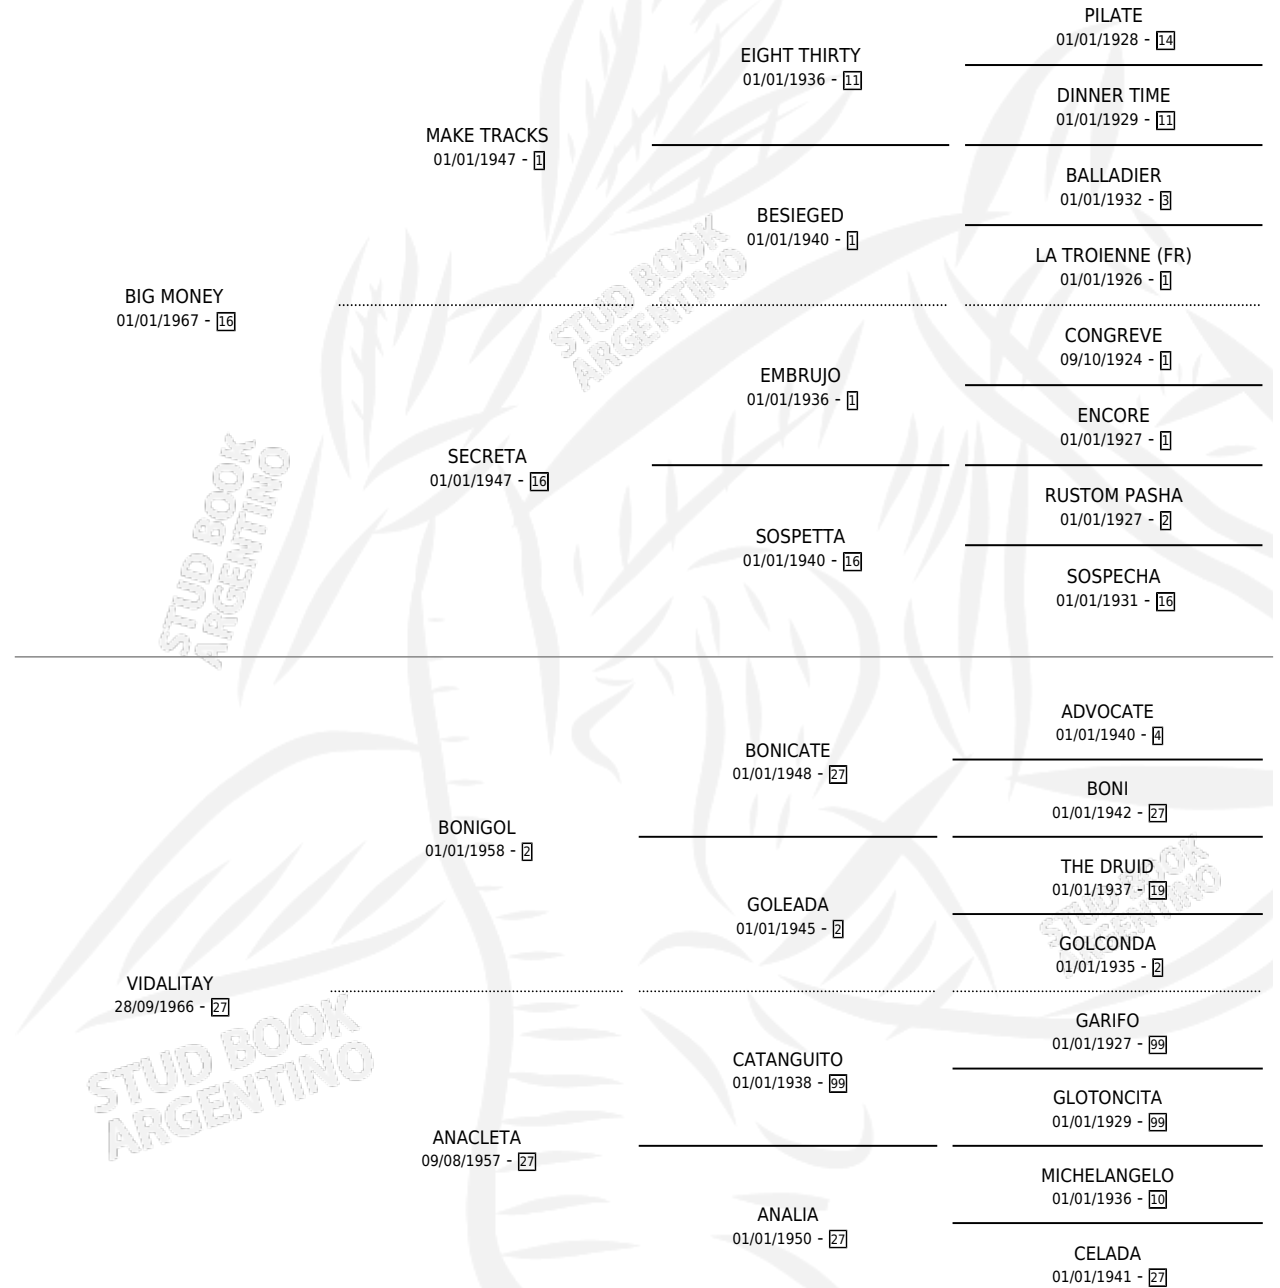 PILATE
01/01/1928 - 14
EIGHT THIRTY
01/01/1936 - 11
DINNER TIME
01/01/1929 - 11
MAKE TRACKS
01/01/1947 - 1
BALLADIER
01/01/1932 - 3
BESIEGED
01/01/1940 - 1
LA TROIENNE (FR)
01/01/1926 - 1
BIG MONEY
01/01/1967 - 16
CONGREVE
09/10/1924 - 1
EMBRUJO
01/01/1936 - 1
ENCORE
01/01/1927 - 1
SECRETA
01/01/1947 - 16
RUSTOM PASHA
01/01/1927 - 2
SOSPETTA
01/01/1940 - 16
SOSPECHA
01/01/1931 - 16
ADVOCATE
01/01/1940 - 4
BONICATE
01/01/1948 - 27
BONI
01/01/1942 - 27
BONIGOL
01/01/1958 - 2
THE DRUID
01/01/1937 - 19
GOLEADA
01/01/1945 - 2
GOLCONDA
01/01/1935 - 2
VIDALITAY
28/09/1966 - 27
GARIFO
01/01/1927 - 99
CATANGUITO
01/01/1938 - 99
GLOTONCITA
01/01/1929 - 99
ANACLETA
09/08/1957 - 27
MICHELANGELO
01/01/1936 - 10
ANALIA
01/01/1950 - 27
CELADA
01/01/1941 - 27
STUD BOOK
ARGENTINO
STUD BOOK
ARGENTINO
STUD BOOK
ARGENTINO
STUD BOOK
ARGENTINO